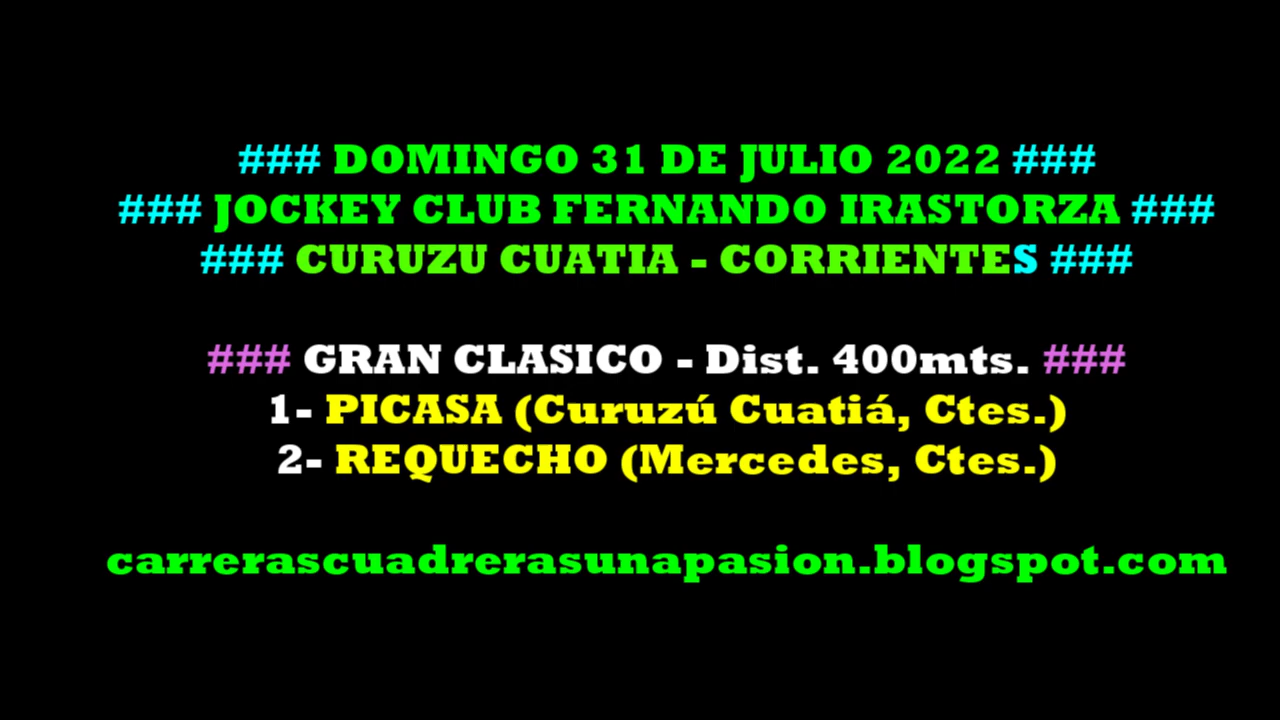 ### DOMINGO 31 DE JULIO 2022 ###
### JOCKEY CLUB FERNANDO IRASTORZA ###
### CURUZU CUATIA - CORRIENTES ###
### GRAN CLASICO - Dist. 400mts. ###
1- PICASA (Curuzú Cuatiá, Ctes.)
2- REQUECHO (Mercedes, Ctes.)
carrerascuadrerasunapasion.blogspot.com